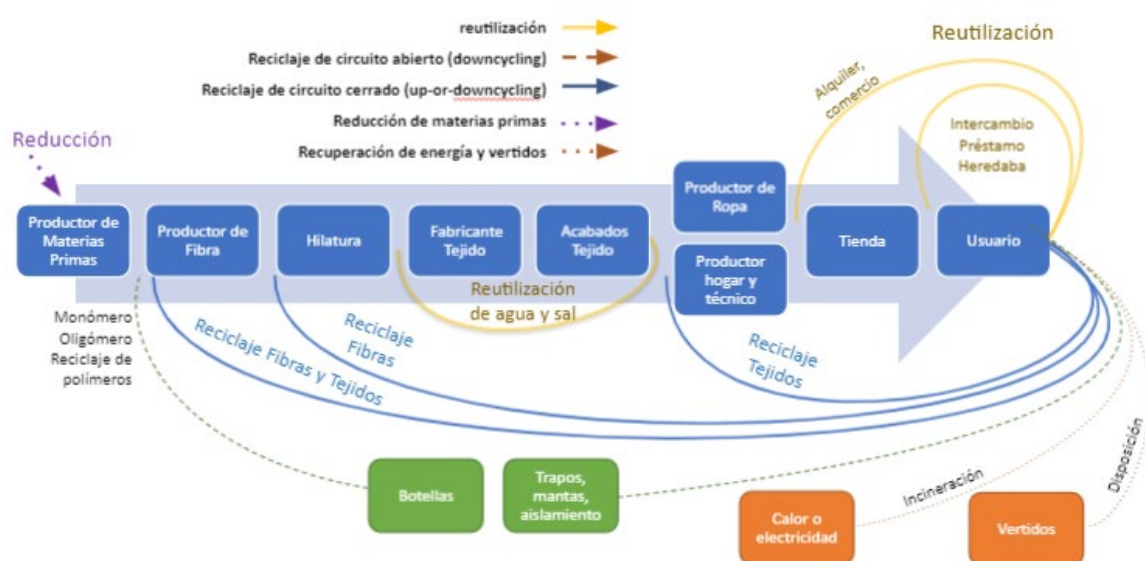 reutilización
Reciclaje de circuito abierto (downcycling)
Reciclaje de circuito cerrado (up-or-downcycling)
Reducción de materias primas
Recuperación de energía y vertidos
Reutilización
Alquiler,
comercio
Intercambio
Préstamo
Heredaba
Reducción
Productor de
Materias
Primas
Productor de
Fibra
Hilatura
Fabricante
Tejido
Acabados
Tejido
Productor de
Ropa
Productor
hogar y
técnico
Tienda
Usuario
Reutilización
de agua y sal
Monómero
Oligómero
Reciclaje de
polímeros
Reciclaje Fibras y Tejidos
Reciclaje
Fibras
Reciclaje
Tejidos
Botellas
Trapos,
mantas,
aislamiento
Incineración
Disposición
Calor o
electricidad
Vertidos